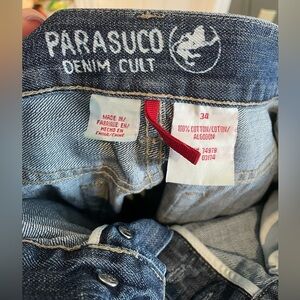 PARASUCO
DENIM CULT
MADE IN/
FABRIQUÉ EN/
HECHO EN
34
100% COTTON/COTON/
ALGODON